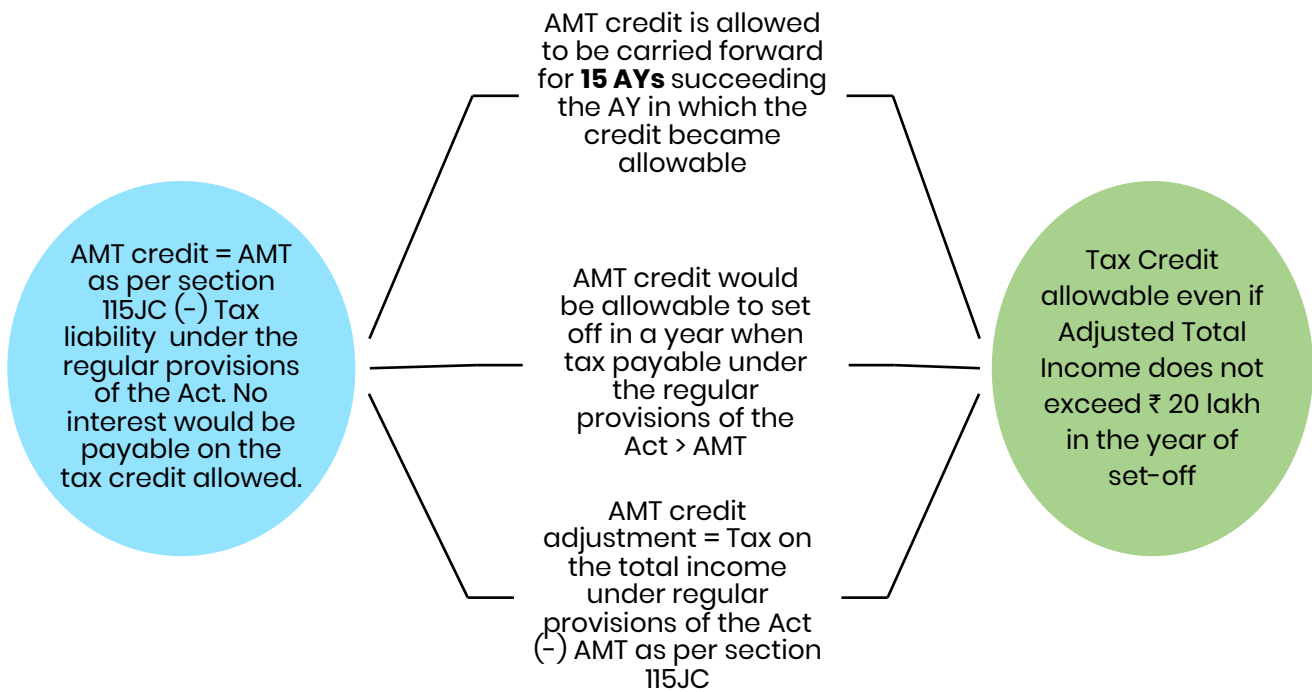 AMT credit = AMT
as per section
115JC (-) Tax
liability under the
regular provisions
of the Act. No
interest would be
payable on the
tax credit allowed.
AMT credit is allowed
to be carried forward
for 15 AYs succeeding
the AY in which the
credit became
allowable
AMT credit would
be allowable to set
off in a year when
tax payable under
the regular
provisions of the
Act > AMT
AMT credit
adjustment = Tax on
the total income
under regular
provisions of the Act
(-) AMT as per section
115JC
Tax Credit
allowable even if
Adjusted Total
Income does not
exceed ₹ 20 lakh
in the year of
set-off